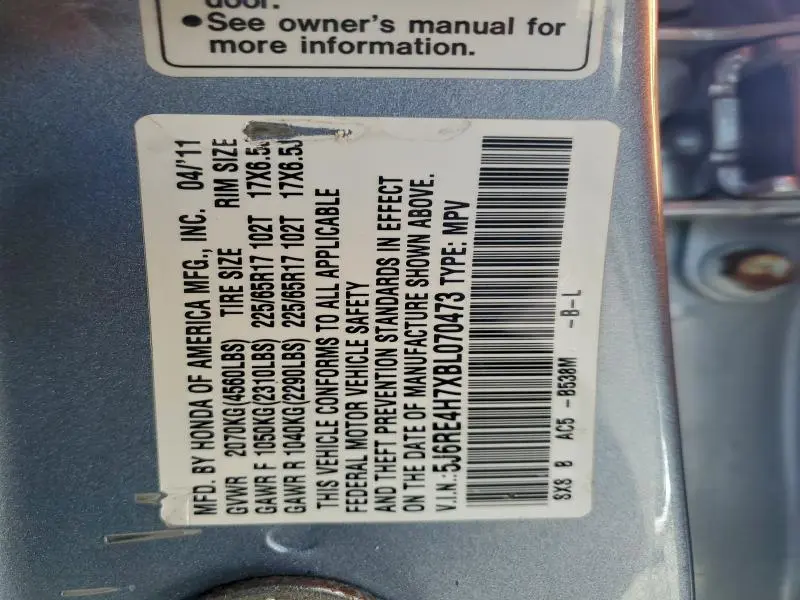 door.
● See owner's manual for
more information.
MFD. BY HONDA OF AMERICA MFG., INC. 04/'11
GVWR 2070KG(4560LBS) TIRE SIZE RIM SIZE
GAWR F 1050KG(2310LBS) 225/65R17 102T 17X6.5J
GAWR R 1040KG(2290LBS) 225/65R17 102T 17X6.5J
THIS VEHICLE CONFORMS TO ALL APPLICABLE
FEDERAL MOTOR VEHICLE SAFETY
AND THEFT PREVENTION STANDARDS IN EFFECT
ON THE DATE OF MANUFACTURE SHOWN ABOVE.
V.I.N.:5J6RE4H7XBL070473 TYPE: MPV
SXS B AC5 -B538M -B-L